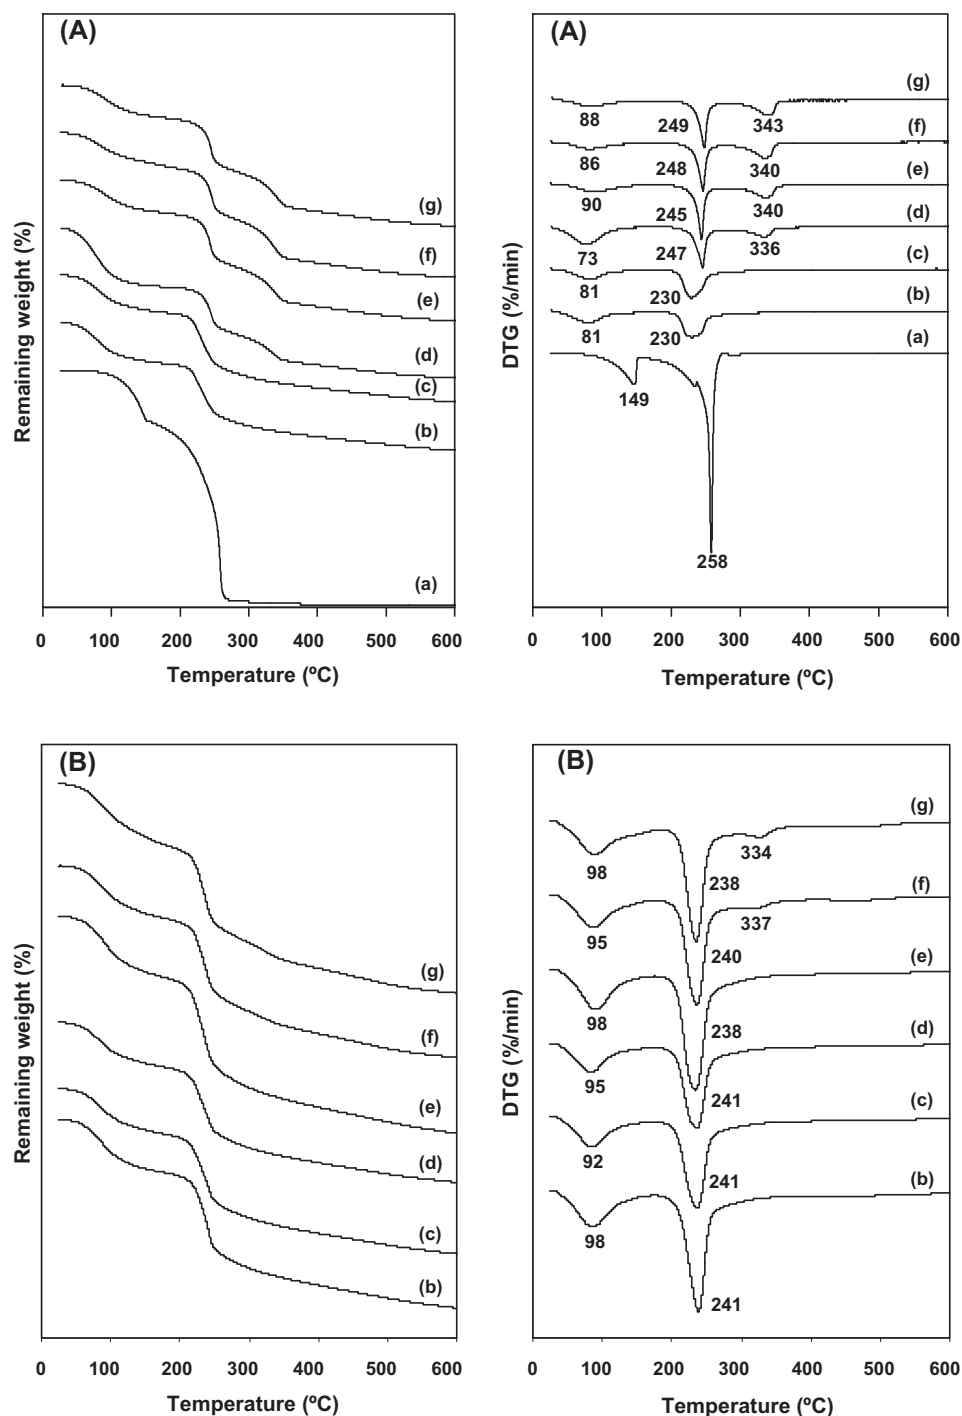 (A)
Remaining weight (%)
(g)
(f)
(e)
(d)
(c)
(b)
(a)
0 100 200 300 400 500 600
Temperature (ºC)
(A)
DTG (%/min)
(g)
88 249 343
(f)
86 248 340
(e)
90 245 340
(d)
73 247 336
(c)
81 230
(b)
81 230
(a)
149
258
0 100 200 300 400 500 600
Temperature (ºC)
(B)
Remaining weight (%)
(g)
(f)
(e)
(d)
(c)
(b)
0 100 200 300 400 500 600
Temperature (ºC)
(B)
DTG (%/min)
(g)
334
98 238
(f)
337
95 240
(e)
98 238
(d)
95 241
(c)
92 241
(b)
98
241
0 100 200 300 400 500 600
Temperature (ºC)